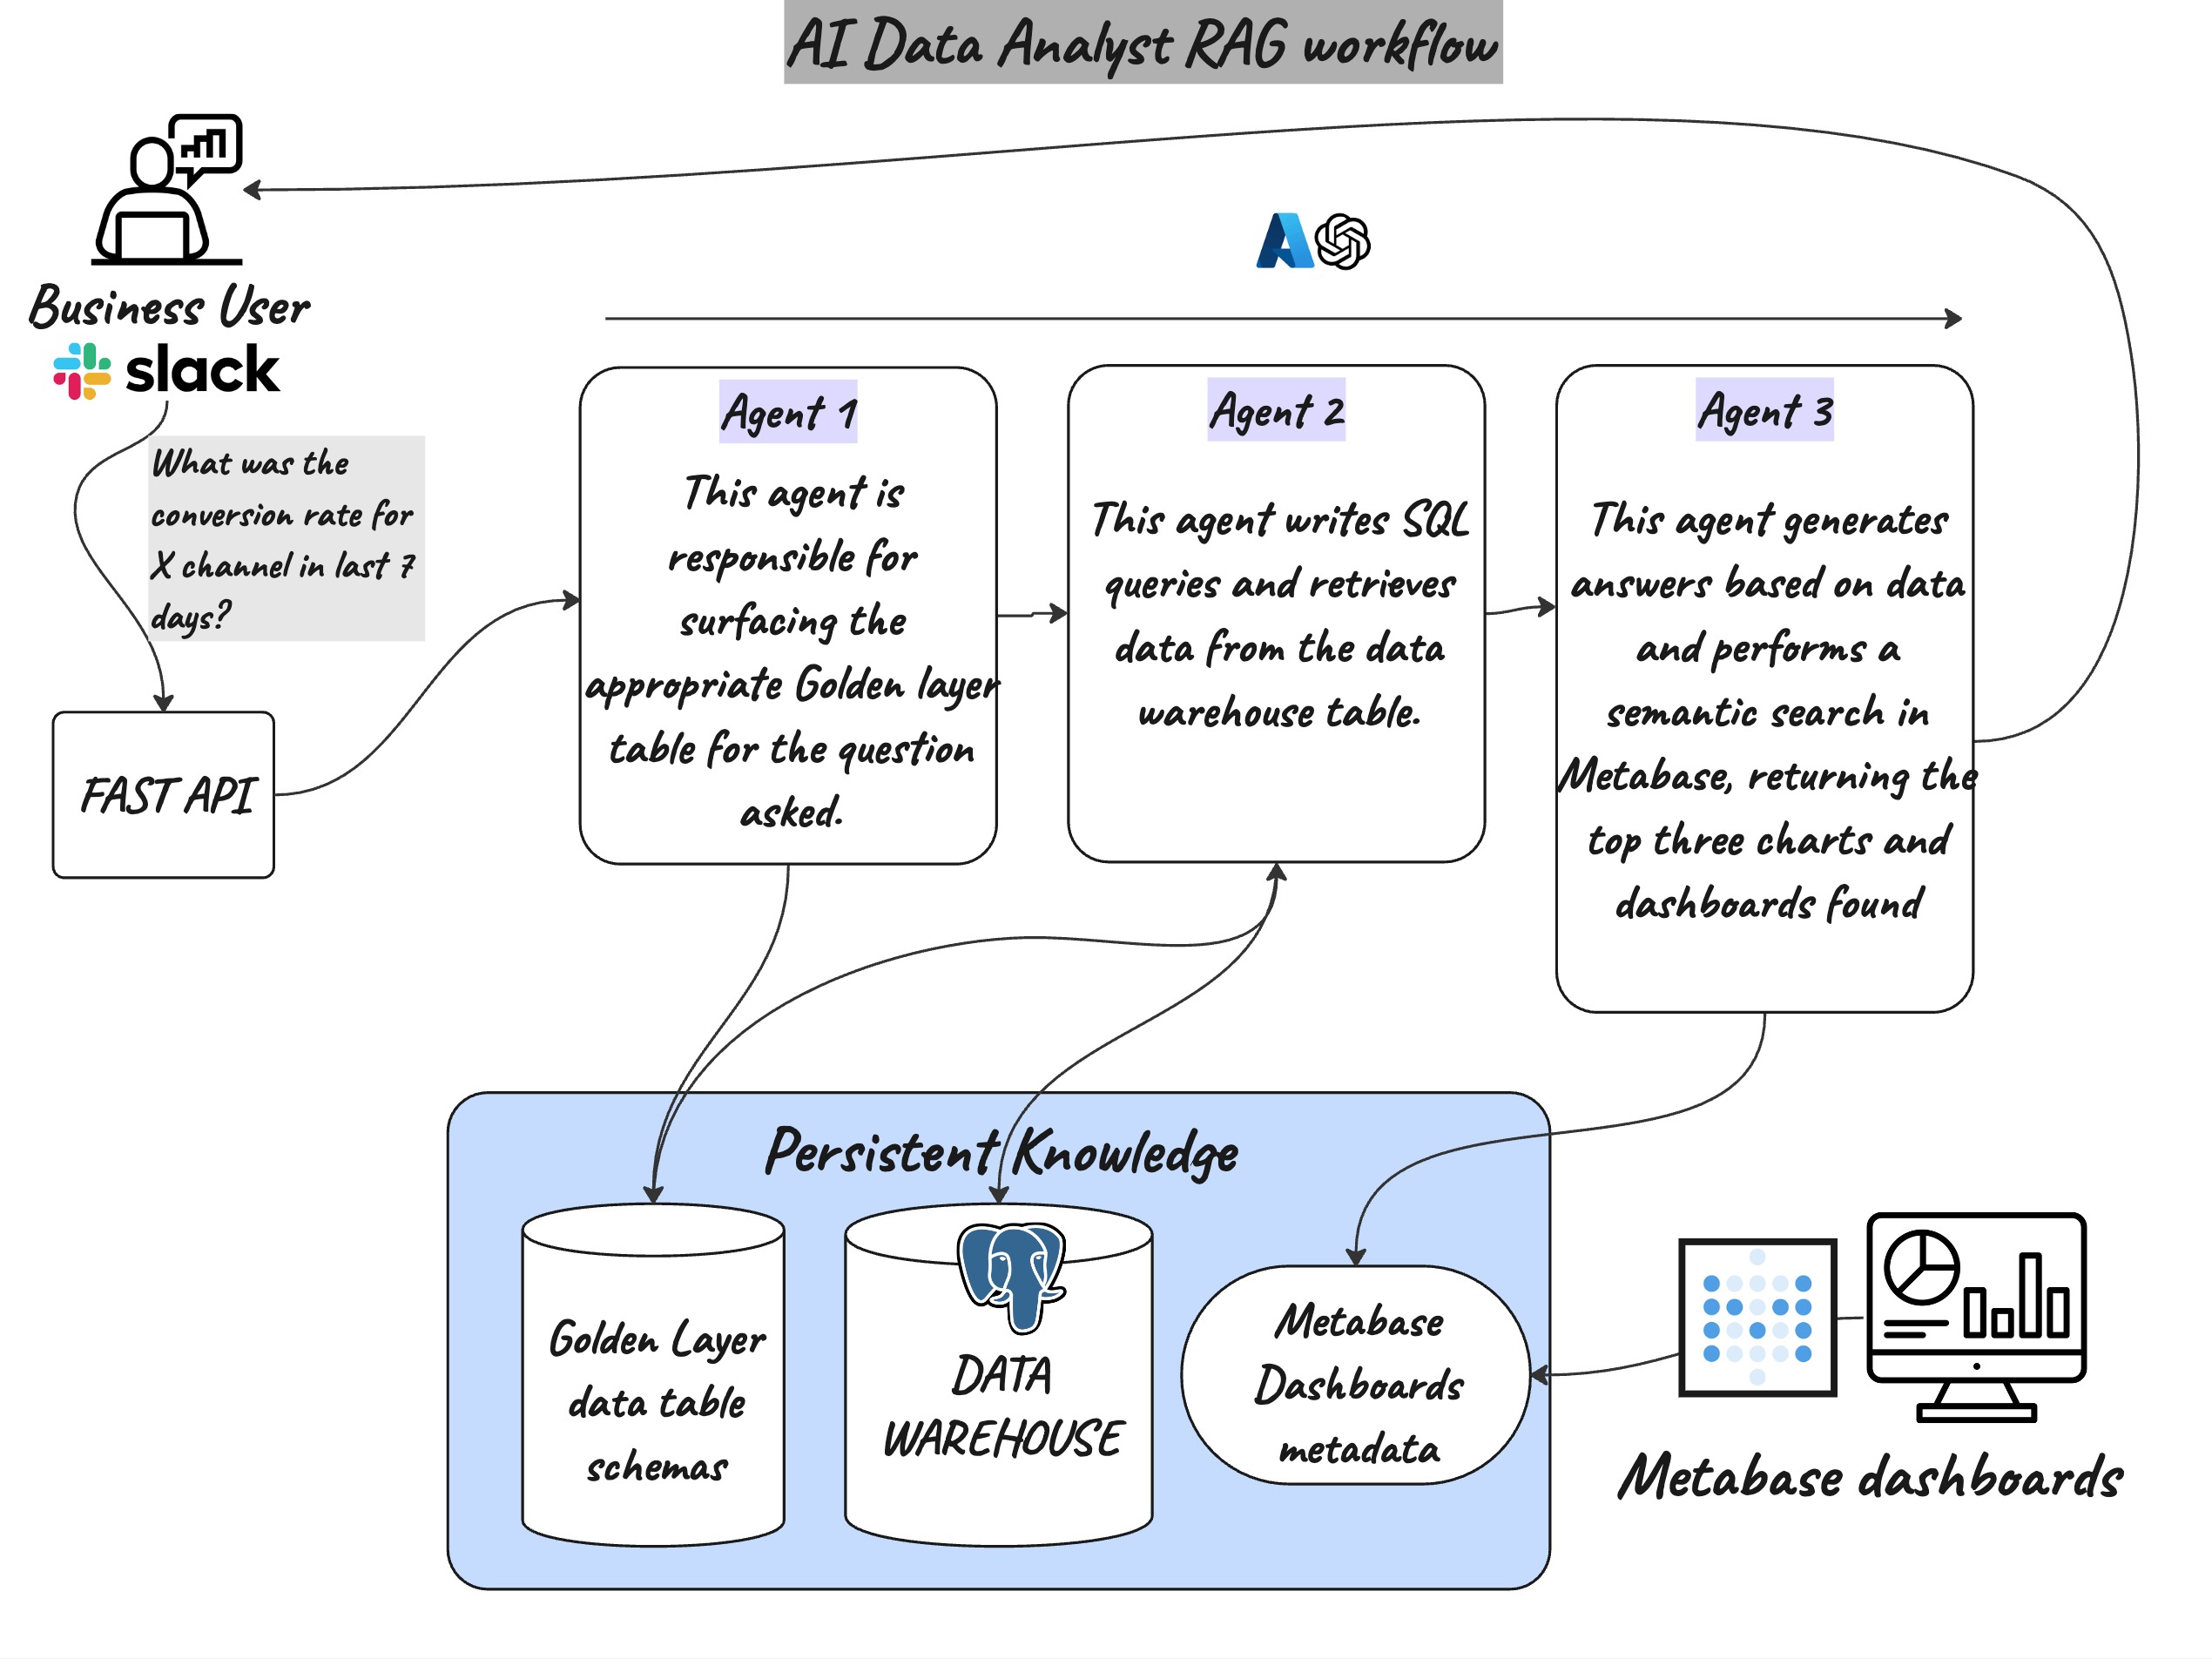 AI Data Analyst RAG workflow
Business User
slack
What was the
conversion rate for
X channel in last 7
days?
FAST API
Agent 1
This agent is
responsible for
surfacing the
appropriate Golden layer
table for the question
asked.
Agent 2
This agent writes SQL
queries and retrieves
data from the data
warehouse table.
Agent 3
This agent generates
answers based on data
and performs a
semantic search in
Metabase, returning the
top three charts and
dashboards found
Persistent Knowledge
Golden Layer
data table
schemas
DATA
WAREHOUSE
Metabase
Dashboards
metadata
Metabase dashboards